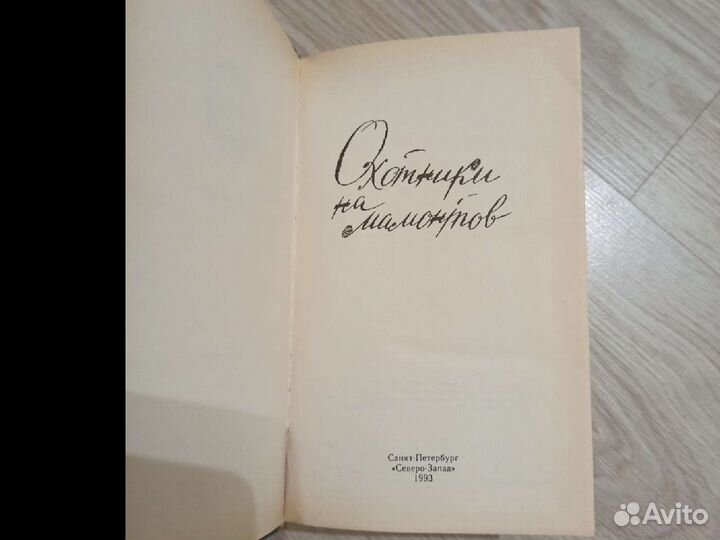 Охотники
на
мамонтов
Санкт-Петербург
«Северо-Запад»
1993
Avito